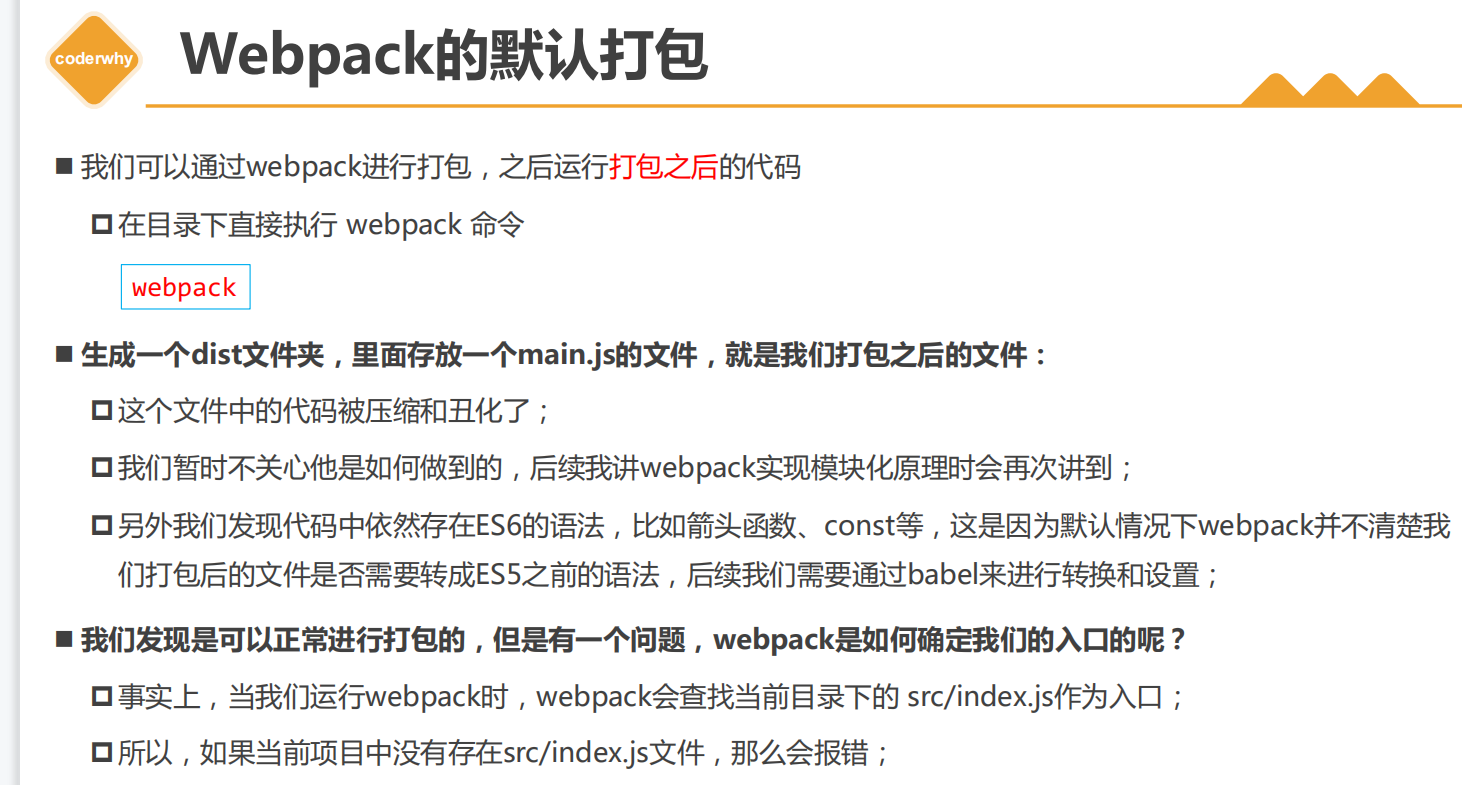 coderwhy
Webpack的默认打包
我们可以通过webpack进行打包，之后运行打包之后的代码
在目录下直接执行 webpack 命令
webpack
生成一个dist文件夹，里面存放一个main.js的文件，就是我们打包之后的文件：
这个文件中的代码被压缩和丑化了；
我们暂时不关心他是如何做到的，后续我讲webpack实现模块化原理时会再次讲到；
另外我们发现代码中依然存在ES6的语法，比如箭头函数、const等，这是因为默认情况下webpack并不清楚我
们打包后的文件是否需要转成ES5之前的语法，后续我们需要通过babel来进行转换和设置；
我们发现是可以正常进行打包的，但是有一个问题，webpack是如何确定我们的入口的呢？
事实上，当我们运行webpack时，webpack会查找当前目录下的 src/index.js作为入口；
所以，如果当前项目中没有存在src/index.js文件，那么会报错；